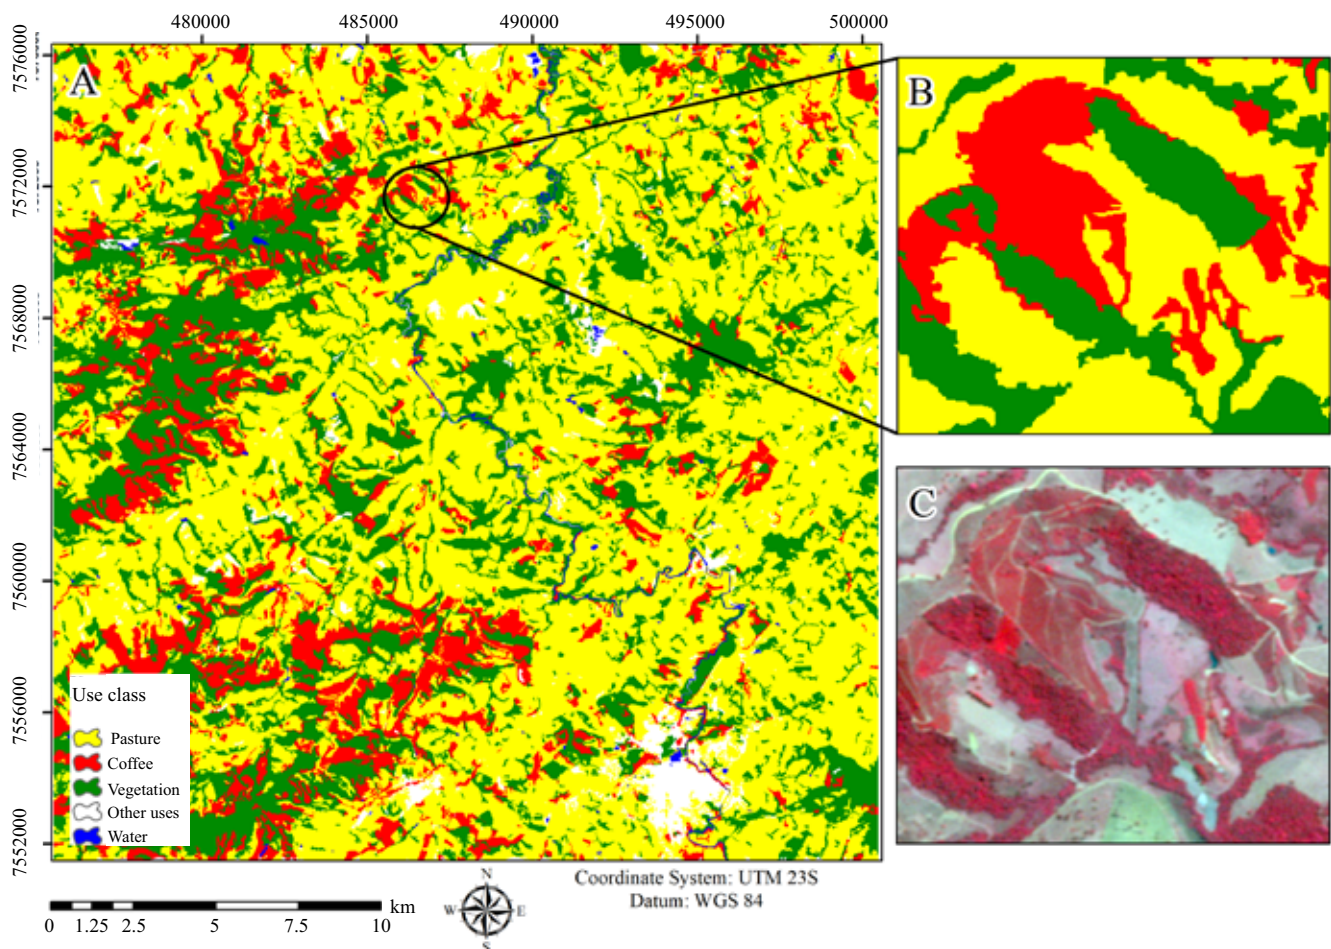 480000 485000 490000 495000 500000
7576000
7572000
7568000
7564000
7560000
7556000
7552000
A
B
C
Use class
Pasture
Coffee
Vegetation
Other uses
Water
0 1.25 2.5 5 7.5 10 km
N
W E
S
Coordinate System: UTM 23S
Datum: WGS 84